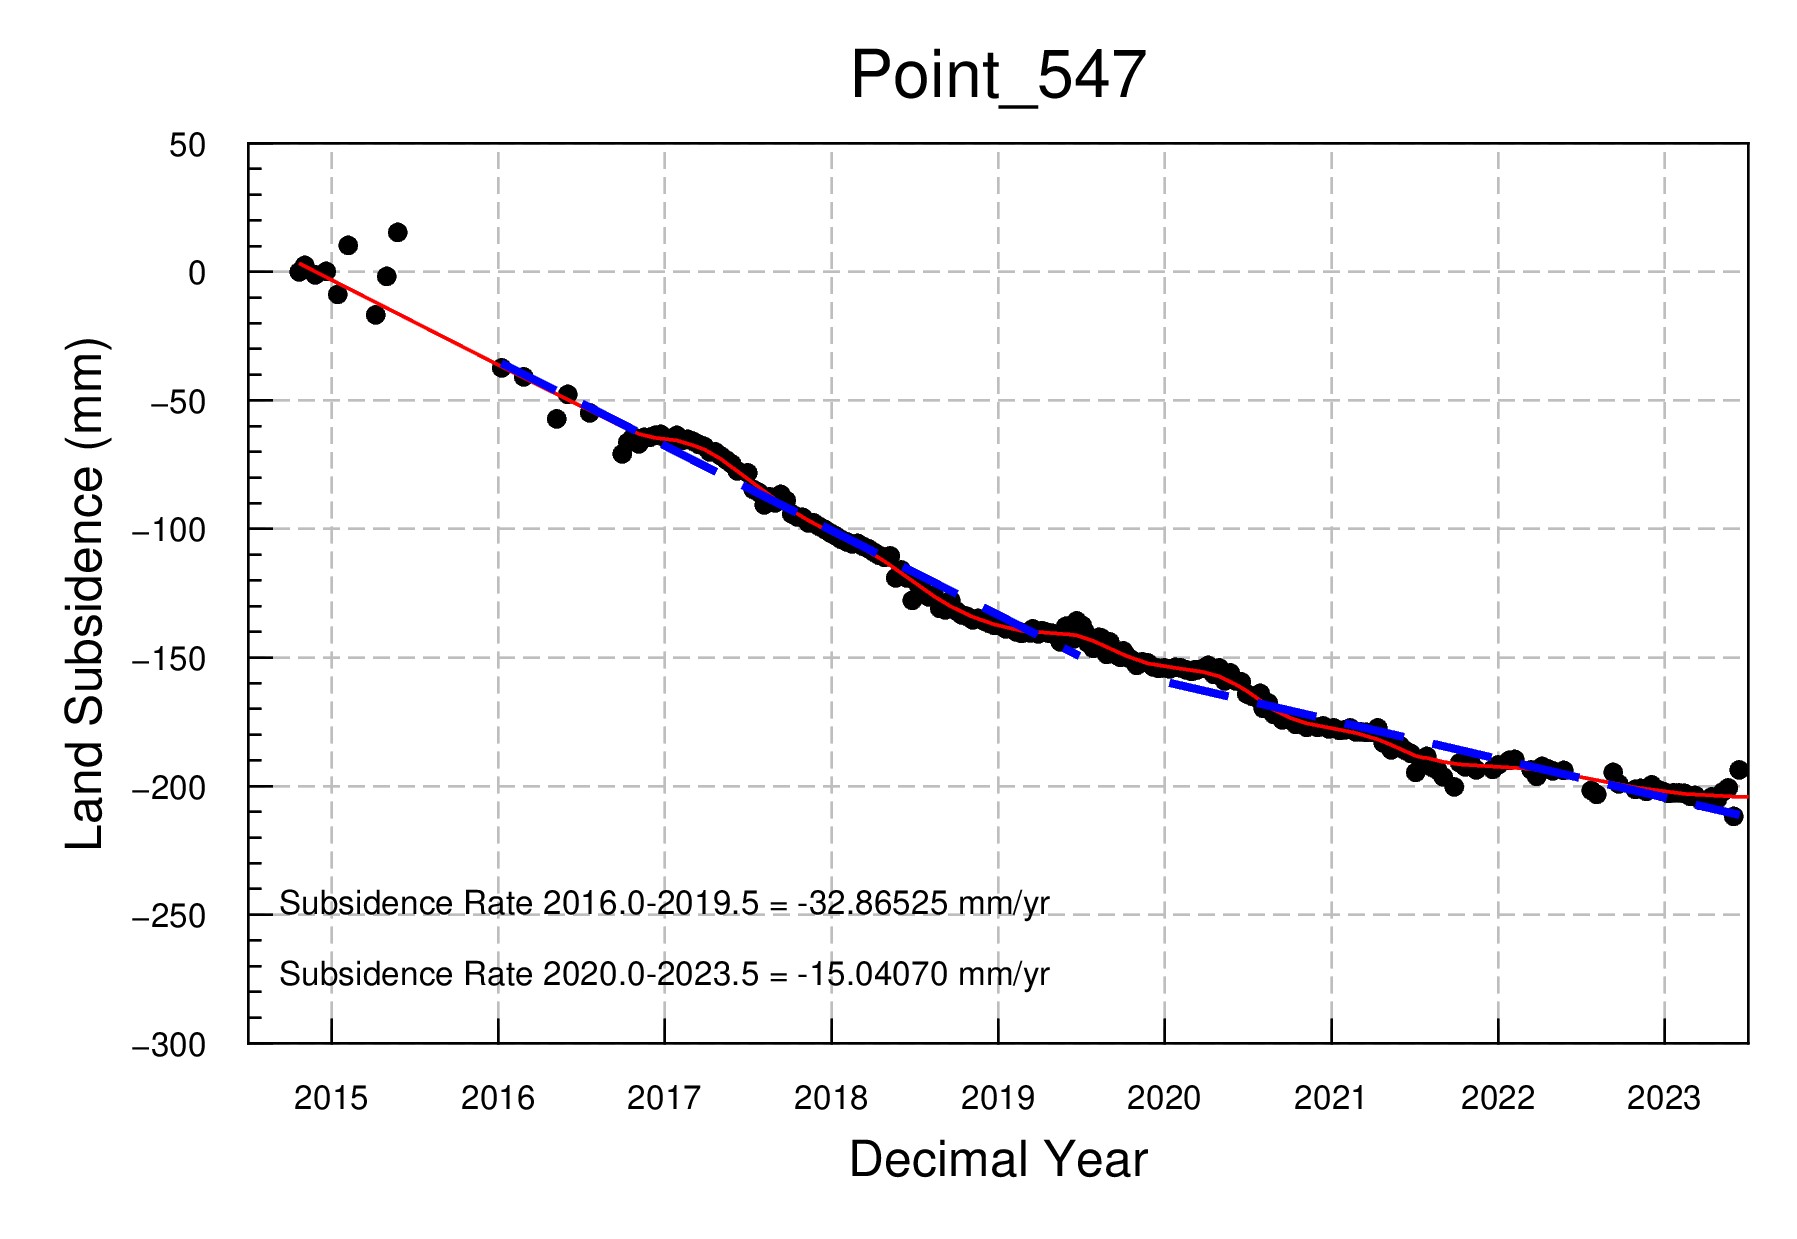 Point_547
50
0
−50
−100
−150
−200
−250
−300
Land Subsidence (mm)
Subsidence Rate 2016.0-2019.5 = -32.86525 mm/yr
Subsidence Rate 2020.0-2023.5 = -15.04070 mm/yr
2015 2016 2017 2018 2019 2020 2021 2022 2023
Decimal Year